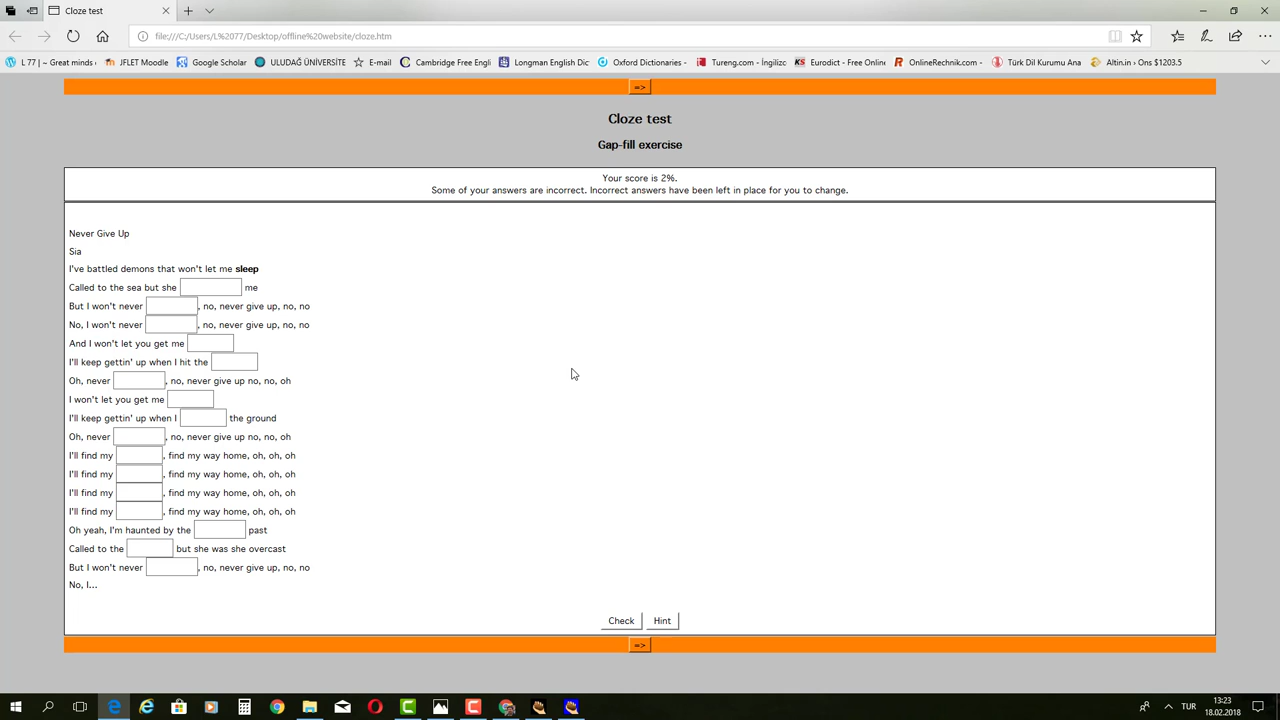 Cloze test
file:///C:/Users/L%2077/Desktop/offline%20website/cloze.htm
L 77 | ~ Great minds
JFLET Moodle
Google Scholar
ULUDAĞ ÜNİVERSİTE
E-mail
Cambridge Free Engli
Longman English Dic
Oxford Dictionaries -
Tureng.com - İngilizc
Eurodict - Free Online
OnlineRechnik.com -
Türk Dil Kurumu Ana
Altin.in › Ons $1203.5
=>
Cloze test
Gap-fill exercise
Your score is 2%.
Some of your answers are incorrect. Incorrect answers have been left in place for you to change.
Never Give Up
Sia
I've battled demons that won't let me sleep
Called to the sea but she me
But I won't never , no, never give up, no, no
No, I won't never , no, never give up, no, no
And I won't let you get me
I'll keep gettin' up when I hit the
Oh, never , no, never give up no, no, oh
I won't let you get me
I'll keep gettin' up when I the ground
Oh, never , no, never give up no, no, oh
I'll find my , find my way home, oh, oh, oh
I'll find my , find my way home, oh, oh, oh
I'll find my , find my way home, oh, oh, oh
I'll find my , find my way home, oh, oh, oh
Oh yeah, I'm haunted by the past
Called to the but she was she overcast
But I won't never , no, never give up, no, no
No, I...
Check
Hint
=>
TUR
13:23
18.02.2018